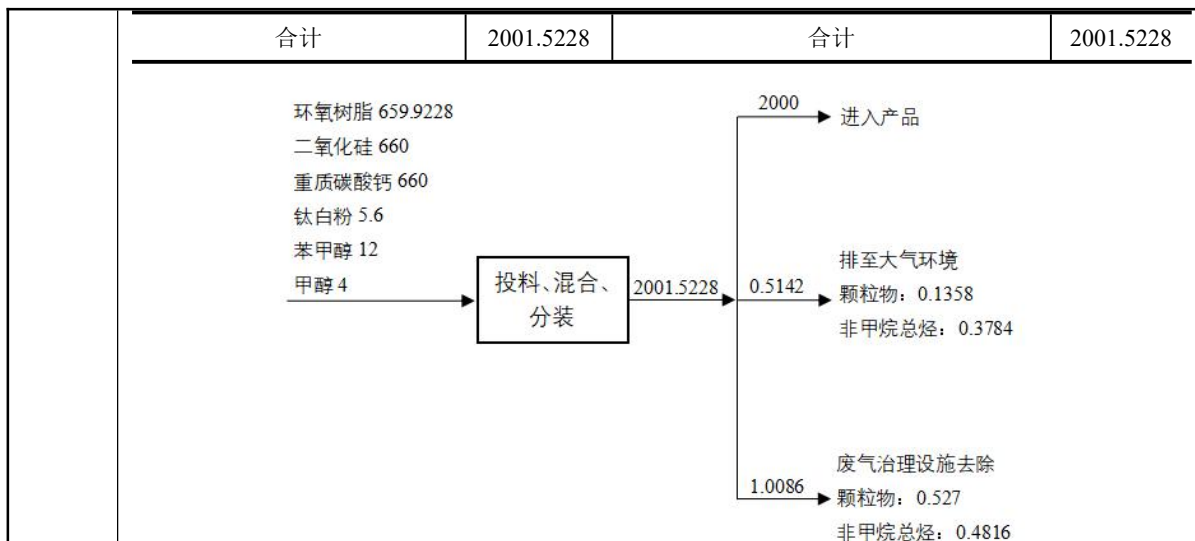 合计 2001.5228 合计 2001.5228
环氧树脂 659.9228
二氧化硅 660
重质碳酸钙 660
钛白粉 5.6
苯甲醇 12
甲醇 4
投料、混合、
分装
2001.5228
2000
进入产品
0.5142
排至大气环境
颗粒物：0.1358
非甲烷总烃：0.3784
1.0086
废气治理设施去除
颗粒物：0.527
非甲烷总烃：0.4816